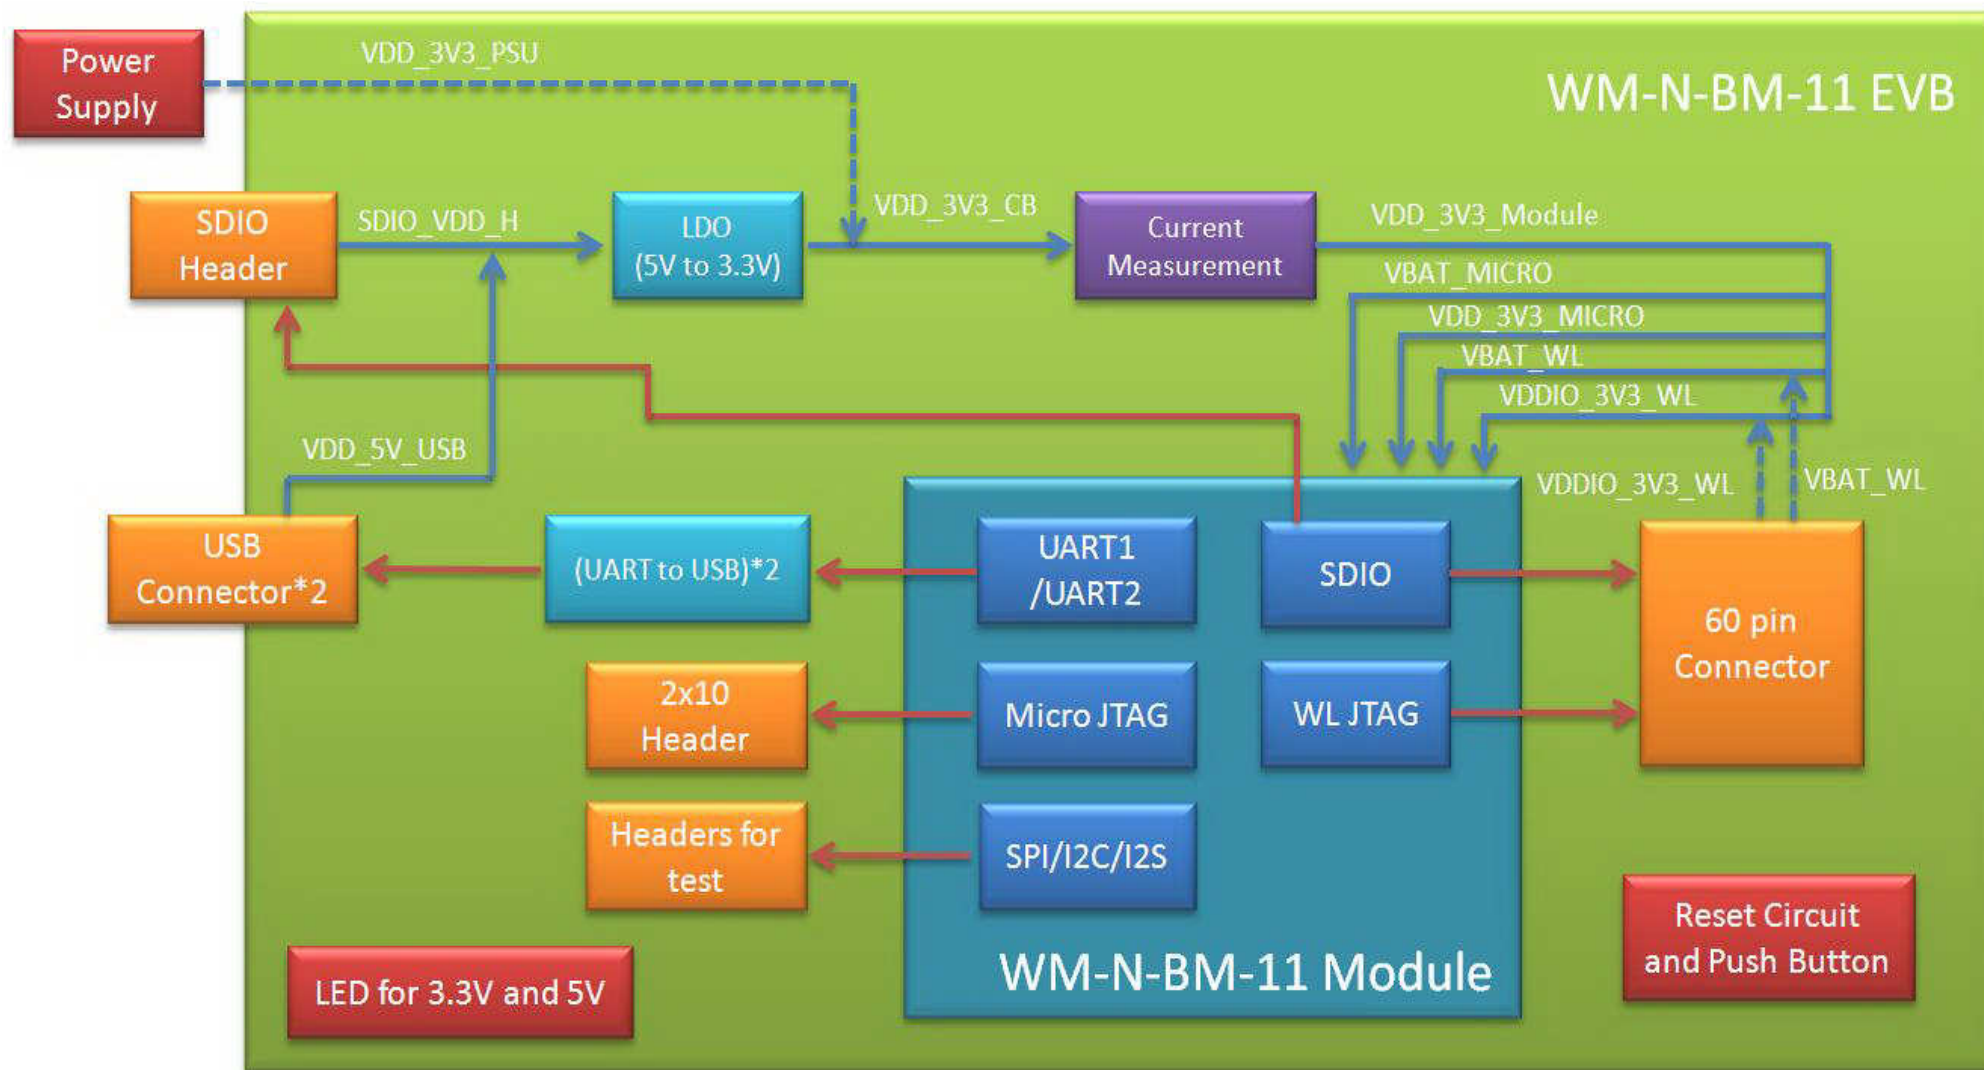 Power
Supply
VDD_3V3_PSU
WM-N-BM-11 EVB
SDIO
Header
SDIO_VDD_H
LDO
(5V to 3.3V)
VDD_3V3_CB
Current
Measurement
VDD_3V3_Module
VBAT_MICRO
VDD_3V3_MICRO
VBAT_WL
VDDIO_3V3_WL
VDD_5V_USB
VDDIO_3V3_WL
VBAT_WL
USB
Connector*2
(UART to USB)*2
UART1
/UART2
SDIO
60 pin
Connector
2x10
Header
Micro JTAG
WL JTAG
Headers for
test
SPI/I2C/I2S
Reset Circuit
and Push Button
LED for 3.3V and 5V
WM-N-BM-11 Module